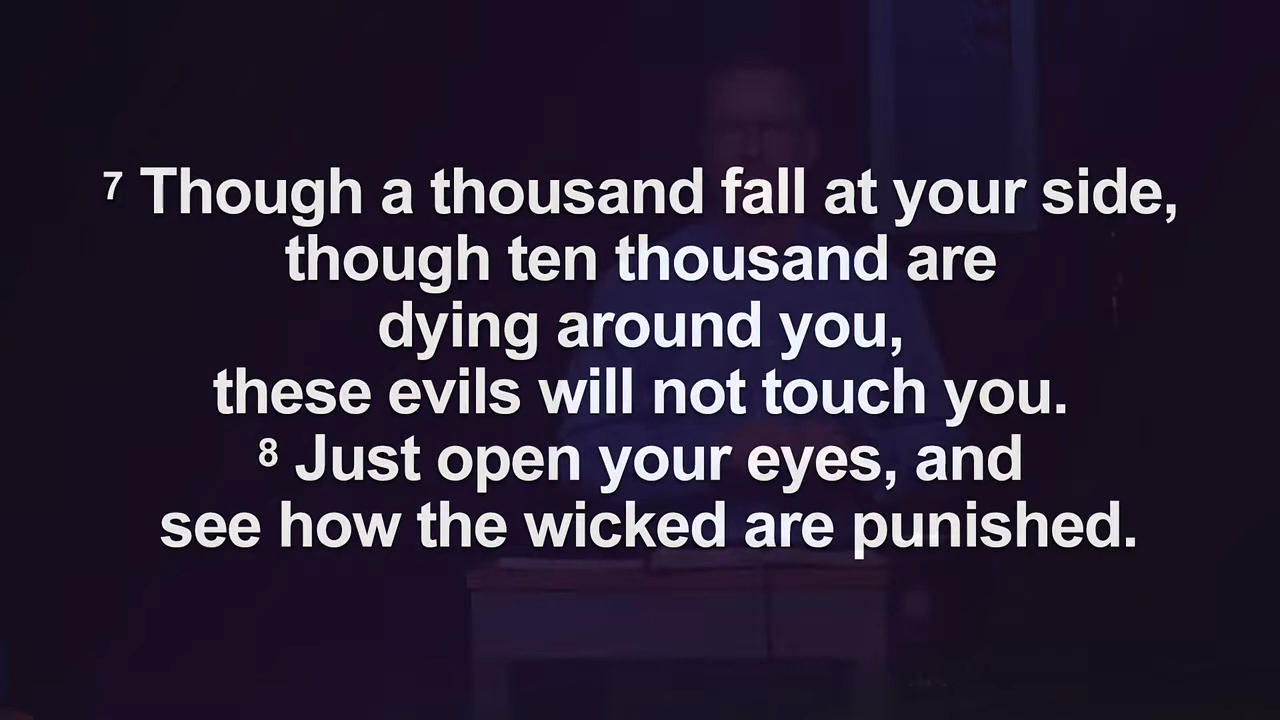 7 Though a thousand fall at your side,
though ten thousand are
dying around you,
these evils will not touch you.
8 Just open your eyes, and
see how the wicked are punished.